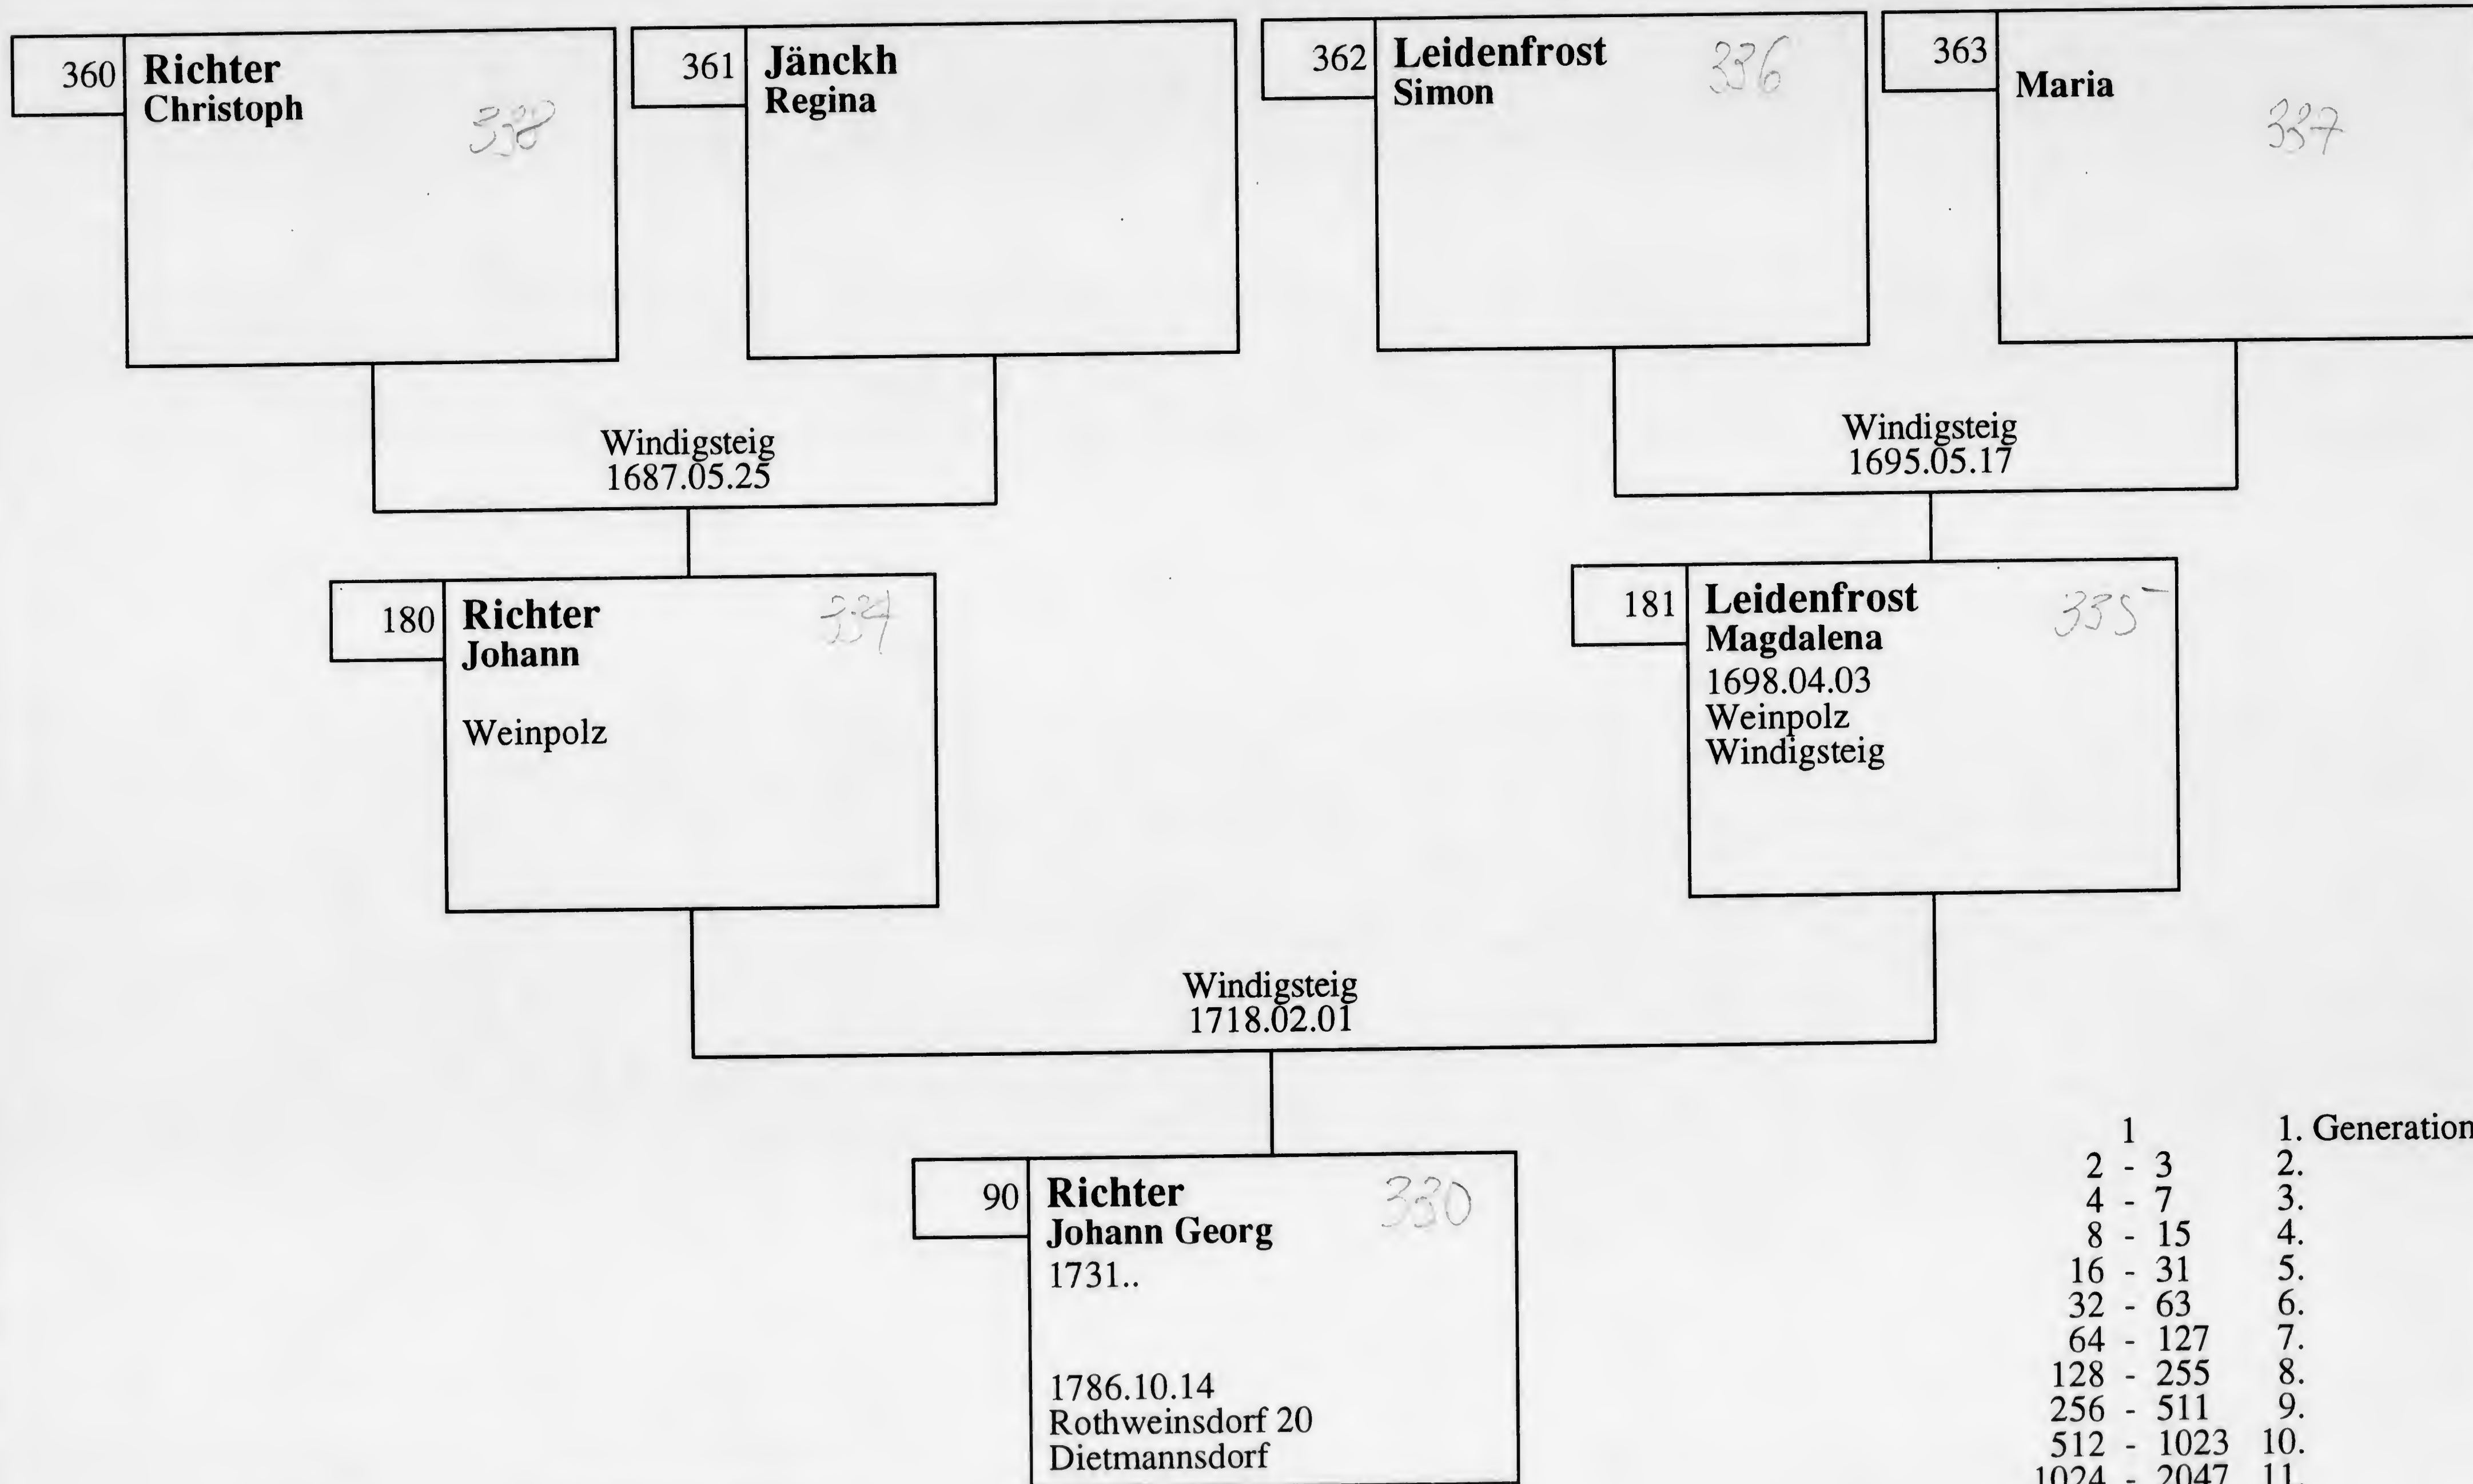 360
Richter
Christoph
338
361
Jänckh
Regina
362
Leidenfrost
Simon
336
363
Maria
337
Windigsteig
1687.05.25
Windigsteig
1695.05.17
180
Richter
Johann
334
Weinpolz
181
Leidenfrost
Magdalena
335
1698.04.03
Weinpolz
Windigsteig
Windigsteig
1718.02.01
90
Richter
Johann Georg
330
1731..
1786.10.14
Rothweinsdorf 20
Dietmannsdorf
1 1. Generation
2 - 3 2.
4 - 7 3.
8 - 15 4.
16 - 31 5.
32 - 63 6.
64 - 127 7.
128 - 255 8.
256 - 511 9.
512 - 1023 10.
1024 - 2047 11.